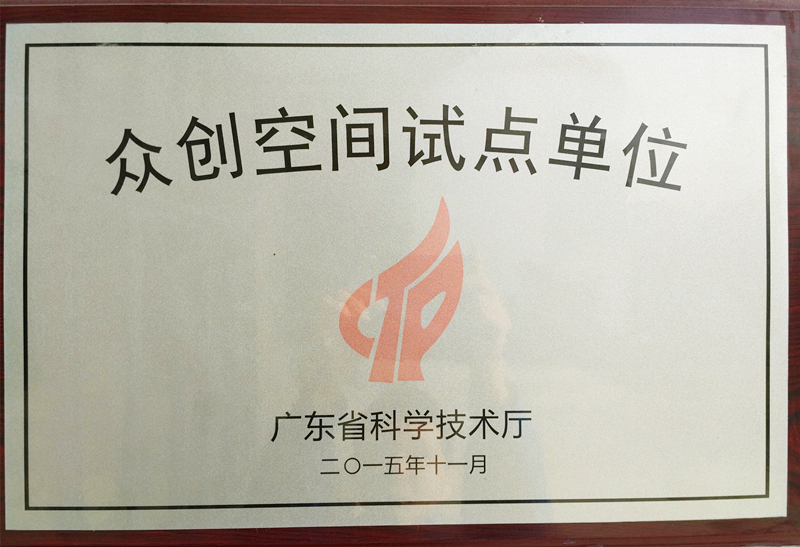 众创空间试点单位
广东省科学技术厅
二〇一五年十一月